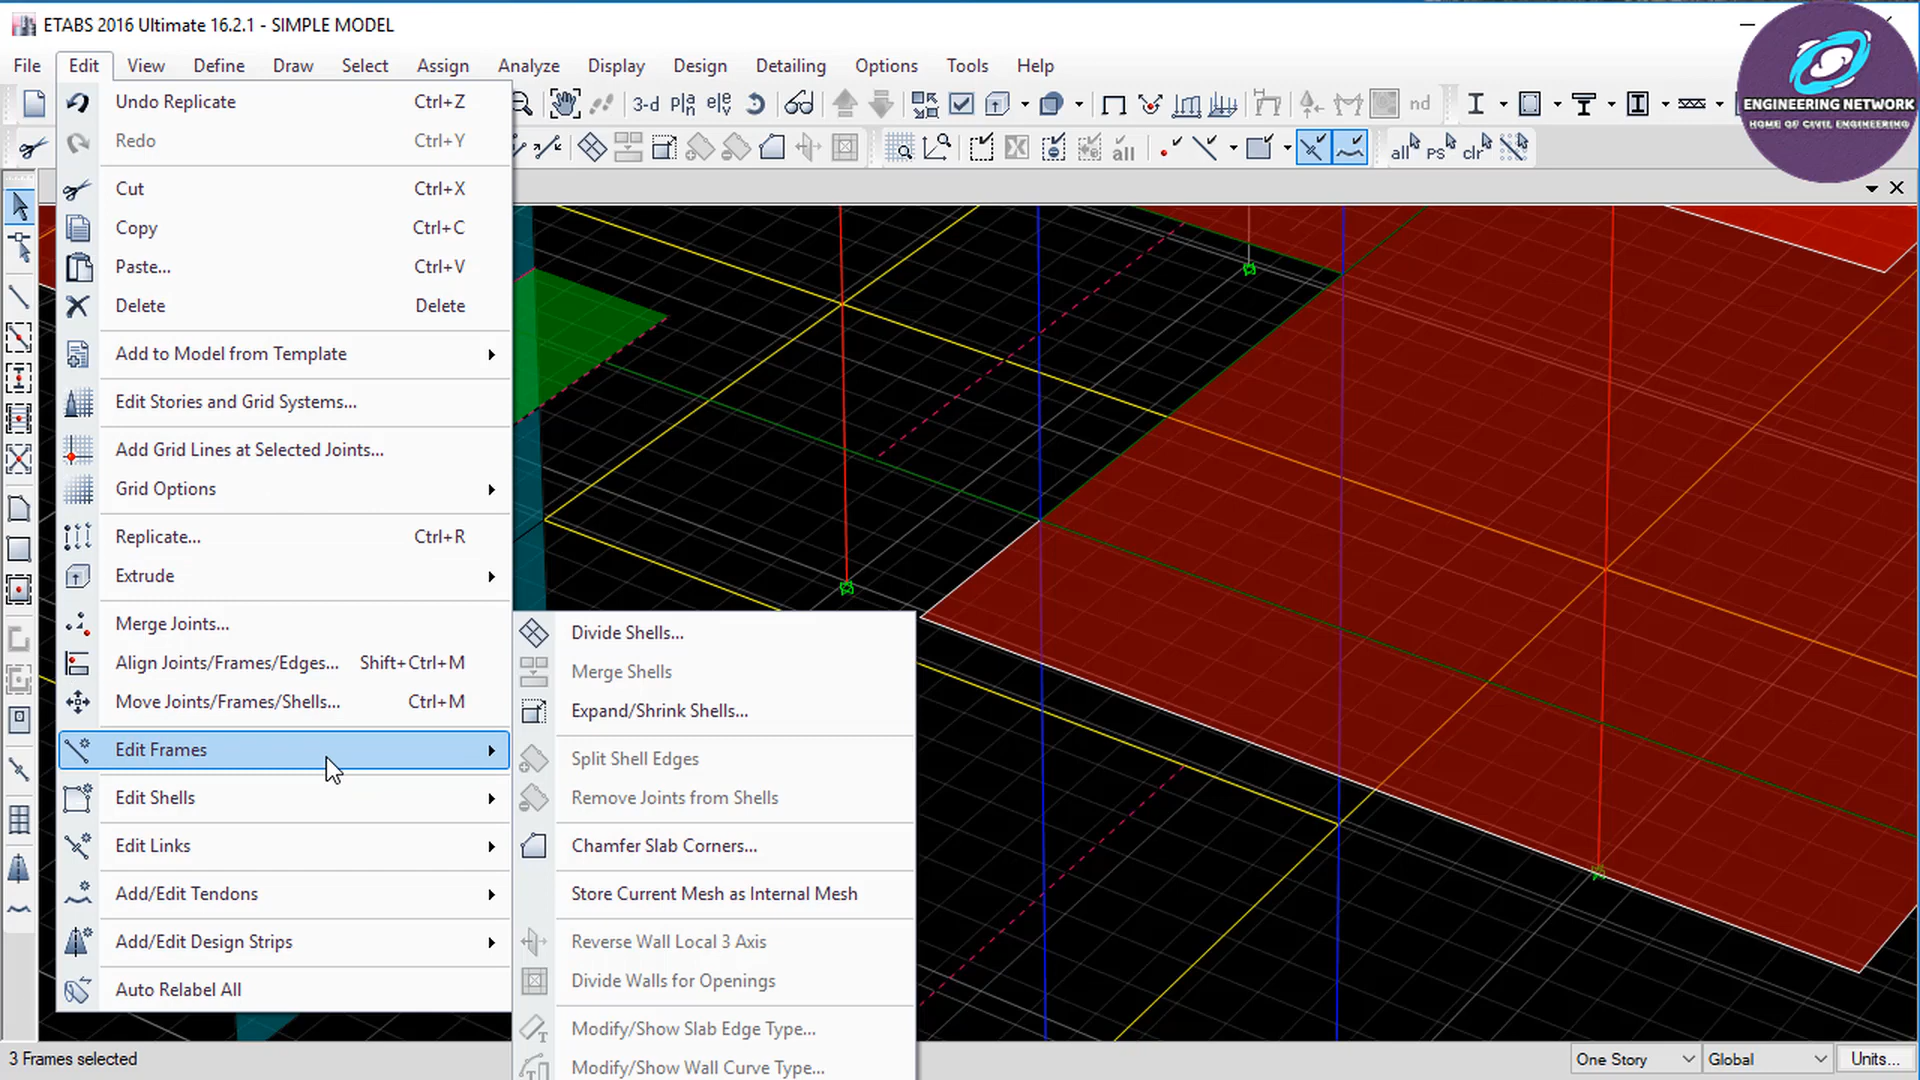 ETABS 2016 Ultimate 16.2.1 - SIMPLE MODEL
File Edit View Define Draw Select Assign Analyze Display Design Detailing Options Tools Help
ENGINEERING NETWORK
HOME OF CIVIL ENGINEERING
3-d
nd
all
all PS clr
Undo Replicate Ctrl+Z
Redo Ctrl+Y
Cut Ctrl+X
Copy Ctrl+C
Paste... Ctrl+V
Delete Delete
Add to Model from Template
Edit Stories and Grid Systems...
Add Grid Lines at Selected Joints...
Grid Options
Replicate... Ctrl+R
Extrude
Merge Joints...
Align Joints/Frames/Edges... Shift+Ctrl+M
Move Joints/Frames/Shells... Ctrl+M
Edit Frames
Edit Shells
Edit Links
Add/Edit Tendons
Add/Edit Design Strips
Auto Relabel All
Divide Shells...
Merge Shells
Expand/Shrink Shells...
Split Shell Edges
Remove Joints from Shells
Chamfer Slab Corners...
Store Current Mesh as Internal Mesh
Reverse Wall Local 3 Axis
Divide Walls for Openings
Modify/Show Slab Edge Type...
Modify/Show Wall Curve Type...
3 Frames selected
One Story Global Units...